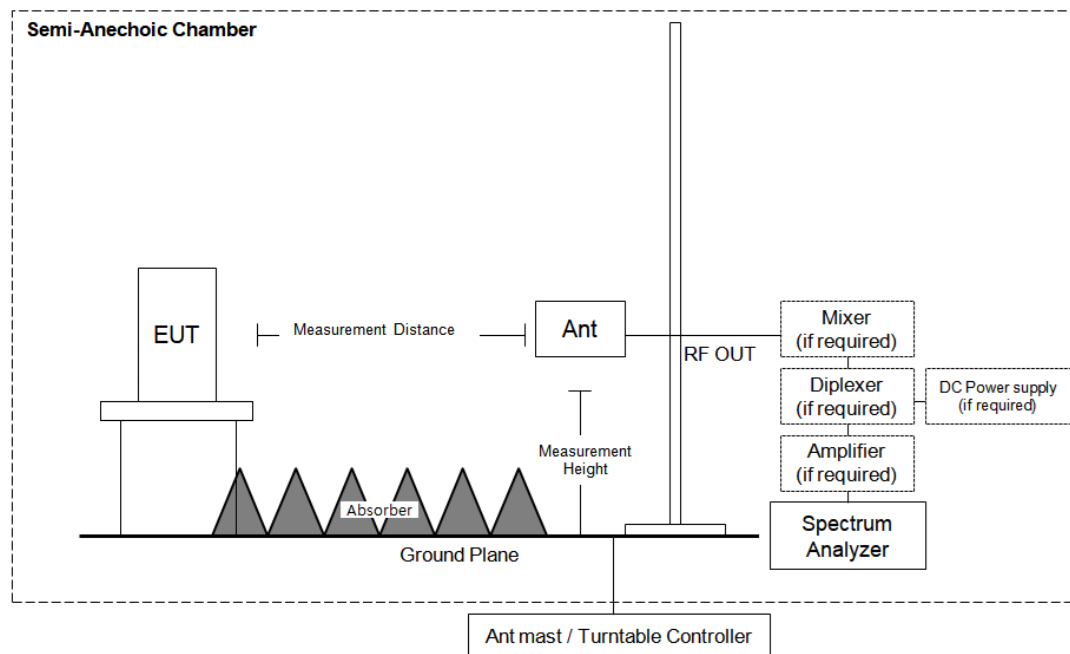 Semi-Anechoic Chamber
EUT
Measurement Distance
Ant
RF OUT
Mixer
(if required)
Diplexer
(if required)
DC Power supply
(if required)
Measurement
Height
Amplifier
(if required)
Absorber
Spectrum
Analyzer
Ground Plane
Ant mast / Turntable Controller